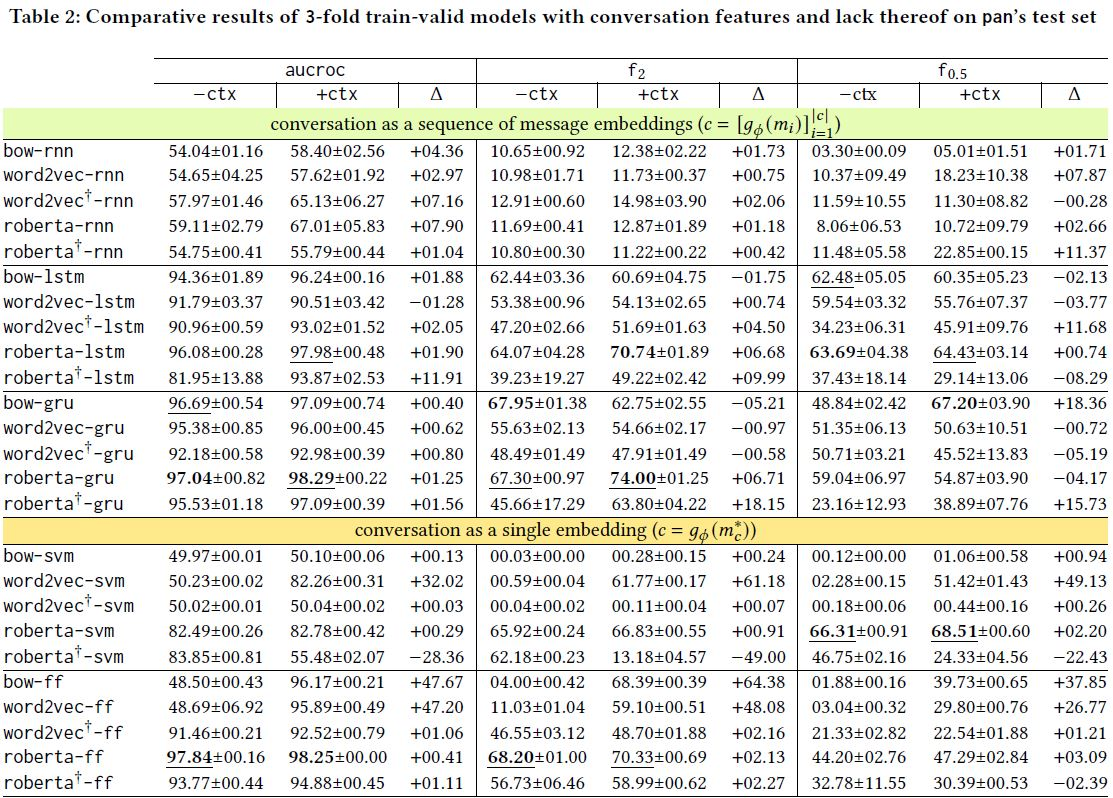 Table 2: Comparative results of 3-fold train-valid models with conversation features and lack thereof on pan's test set
aucroc f₂ f₀.₅
−ctx +ctx Δ −ctx +ctx Δ −ctx +ctx Δ
conversation as a sequence of message embeddings (c = [g_ϕ(m_i)]_{i=1}^{|c|})
bow-rnn 54.04±01.16 58.40±02.56 +04.36 10.65±00.92 12.38±02.22 +01.73 03.30±00.09 05.01±01.51 +01.71
word2vec-rnn 54.65±04.25 57.62±01.92 +02.97 10.98±01.71 11.73±00.37 +00.75 10.37±09.49 18.23±10.38 +07.87
word2vec†-rnn 57.97±01.46 65.13±06.27 +07.16 12.91±00.60 14.98±03.90 +02.06 11.59±10.55 11.30±08.82 −00.28
roberta-rnn 59.11±02.79 67.01±05.83 +07.90 11.69±00.41 12.87±01.89 +01.18 8.06±06.53 10.72±09.79 +02.66
roberta†-rnn 54.75±00.41 55.79±00.44 +01.04 10.80±00.30 11.22±00.22 +00.42 11.48±05.58 22.85±00.15 +11.37
bow-lstm 94.36±01.89 96.24±00.16 +01.88 62.44±03.36 60.69±04.75 −01.75 62.48±05.05 60.35±05.23 −02.13
word2vec-lstm 91.79±03.37 90.51±03.42 −01.28 53.38±00.96 54.13±02.65 +00.74 59.54±03.32 55.76±07.37 −03.77
word2vec†-lstm 90.96±00.59 93.02±01.52 +02.05 47.20±02.66 51.69±01.63 +04.50 34.23±06.31 45.91±09.76 +11.68
roberta-lstm 96.08±00.28 97.98±00.48 +01.90 64.07±04.28 70.74±01.89 +06.68 63.69±04.38 64.43±03.14 +00.74
roberta†-lstm 81.95±13.88 93.87±02.53 +11.91 39.23±19.27 49.22±02.42 +09.99 37.43±18.14 29.14±13.06 −08.29
bow-gru 96.69±00.54 97.09±00.74 +00.40 67.95±01.38 62.75±02.55 −05.21 48.84±02.42 67.20±03.90 +18.36
word2vec-gru 95.38±00.85 96.00±00.45 +00.62 55.63±02.13 54.66±02.17 −00.97 51.35±06.13 50.63±10.51 −00.72
word2vec†-gru 92.18±00.58 92.98±00.39 +00.80 48.49±01.49 47.91±01.49 −00.58 50.71±03.21 45.52±13.83 −05.19
roberta-gru 97.04±00.82 98.29±00.22 +01.25 67.30±00.97 74.00±01.25 +06.71 59.04±06.97 54.87±03.90 −04.17
roberta†-gru 95.53±01.18 97.09±00.39 +01.56 45.66±17.29 63.80±04.22 +18.15 23.16±12.93 38.89±07.76 +15.73
conversation as a single embedding (c = g_ϕ(m*_c))
bow-svm 49.97±00.01 50.10±00.06 +00.13 00.03±00.00 00.28±00.15 +00.24 00.12±00.00 01.06±00.58 +00.94
word2vec-svm 50.23±00.02 82.26±00.31 +32.02 00.59±00.04 61.77±00.17 +61.18 02.28±00.15 51.42±01.43 +49.13
word2vec†-svm 50.02±00.01 50.04±00.02 +00.03 00.04±00.02 00.11±00.04 +00.07 00.18±00.06 00.44±00.16 +00.26
roberta-svm 82.49±00.26 82.78±00.42 +00.29 65.92±00.24 66.83±00.55 +00.91 66.31±00.91 68.51±00.60 +02.20
roberta†-svm 83.85±00.81 55.48±02.07 −28.36 62.18±00.23 13.18±04.57 −49.00 46.75±02.16 24.33±04.56 −22.43
bow-ff 48.50±00.43 96.17±00.21 +47.67 04.00±00.42 68.39±00.39 +64.38 01.88±00.16 39.73±00.65 +37.85
word2vec-ff 48.69±06.92 95.89±00.49 +47.20 11.03±01.04 59.10±00.51 +48.08 03.04±00.32 29.80±00.76 +26.77
word2vec†-ff 91.46±00.21 92.52±00.79 +01.06 46.55±03.12 48.70±01.88 +02.16 21.33±02.82 22.54±01.88 +01.21
roberta-ff 97.84±00.16 98.25±00.00 +00.41 68.20±01.00 70.33±00.69 +02.13 44.20±02.76 47.29±02.84 +03.09
roberta†-ff 93.77±00.44 94.88±00.45 +01.11 56.73±06.46 58.99±00.62 +02.27 32.78±11.55 30.39±00.53 −02.39